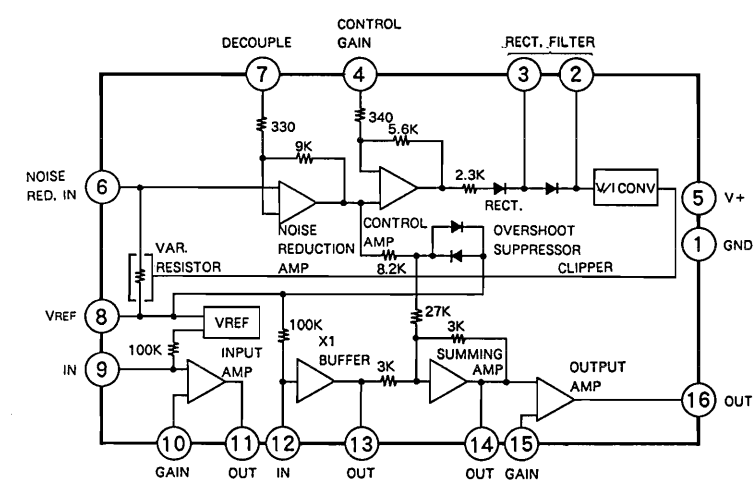 CONTROL
DECOUPLE GAIN RECT. FILTER
7 4 3 2
330 340
9K 5.6K
2.3K
NOISE
RED. IN
6
V/I CONV
5 V+
NOISE CONTROL RECT. OVERSHOOT
REDUCTION AMP SUPPRESSOR
AMP 8.2K CLIPPER
1 GND
VAR.
RESISTOR
VREF 8
VREF
27K
100K X1 3K
100K INPUT BUFFER SUMMING OUTPUT
IN 9 AMP 3K AMP AMP
16 OUT
10 11 12 13 14 15
GAIN OUT IN OUT OUT GAIN